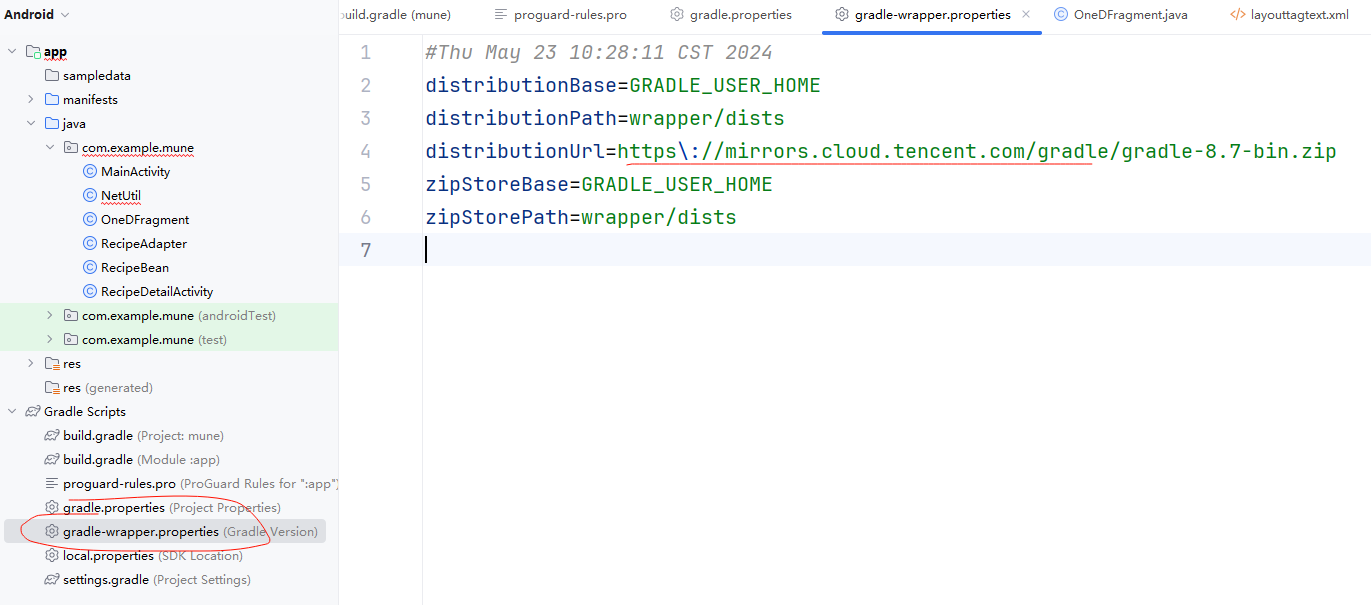 Android
build.gradle (mune)
proguard-rules.pro
gradle.properties
gradle-wrapper.properties
OneDFragment.java
layouttagtext.xml
app
sampledata
manifests
java
com.example.mune
MainActivity
NetUtil
OneDFragment
RecipeAdapter
RecipeBean
RecipeDetailActivity
com.example.mune (androidTest)
com.example.mune (test)
res
res (generated)
Gradle Scripts
build.gradle (Project: mune)
build.gradle (Module :app)
proguard-rules.pro (ProGuard Rules for ":app")
gradle.properties (Project Properties)
gradle-wrapper.properties (Gradle Version)
local.properties (SDK Location)
settings.gradle (Project Settings)
1 #Thu May 23 10:28:11 CST 2024
2 distributionBase=GRADLE_USER_HOME
3 distributionPath=wrapper/dists
4 distributionUrl=https\://mirrors.cloud.tencent.com/gradle/gradle-8.7-bin.zip
5 zipStoreBase=GRADLE_USER_HOME
6 zipStorePath=wrapper/dists
7